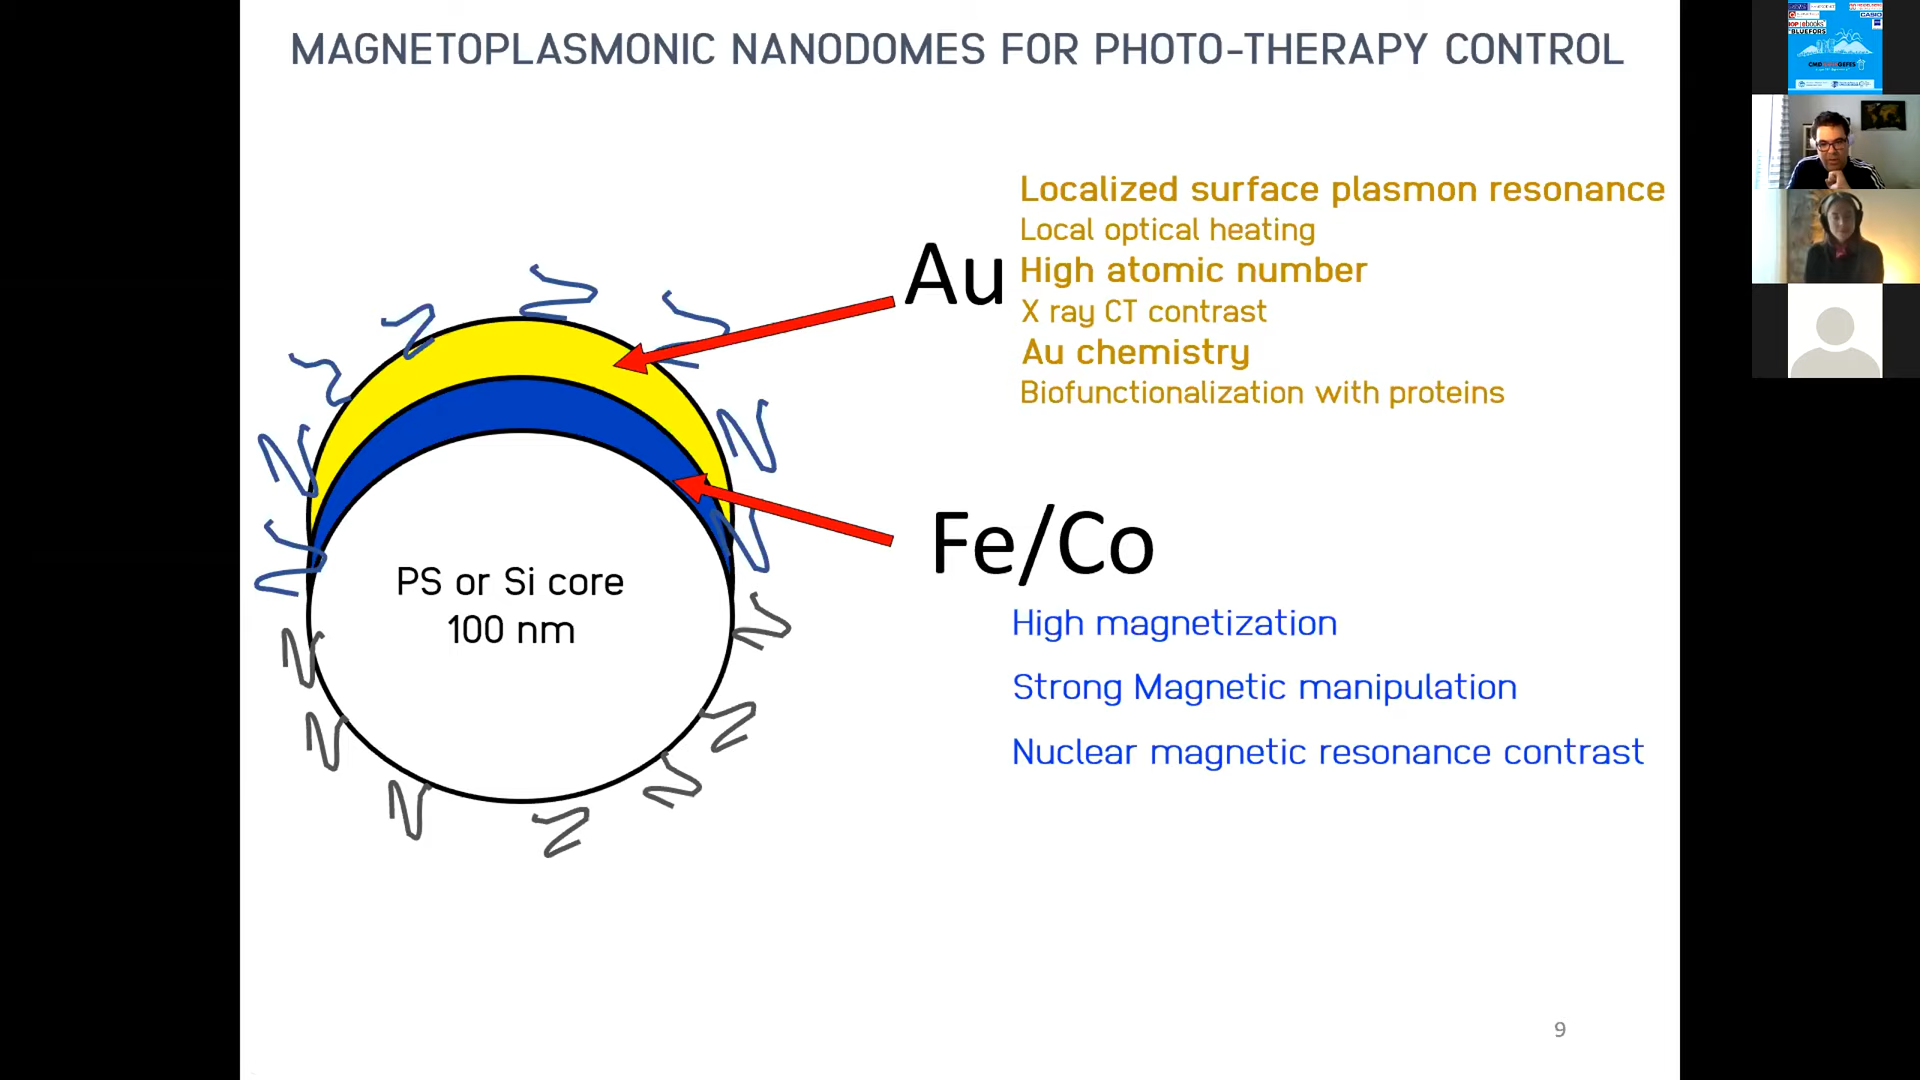 MAGNETOPLASMONIC NANODOMES FOR PHOTO-THERAPY CONTROL
Localized surface plasmon resonance
Local optical heating
Au
High atomic number
X ray CT contrast
Au chemistry
Biofunctionalization with proteins
Fe/Co
PS or Si core
100 nm
High magnetization
Strong Magnetic manipulation
Nuclear magnetic resonance contrast
9
CASIO
BLUEFORS